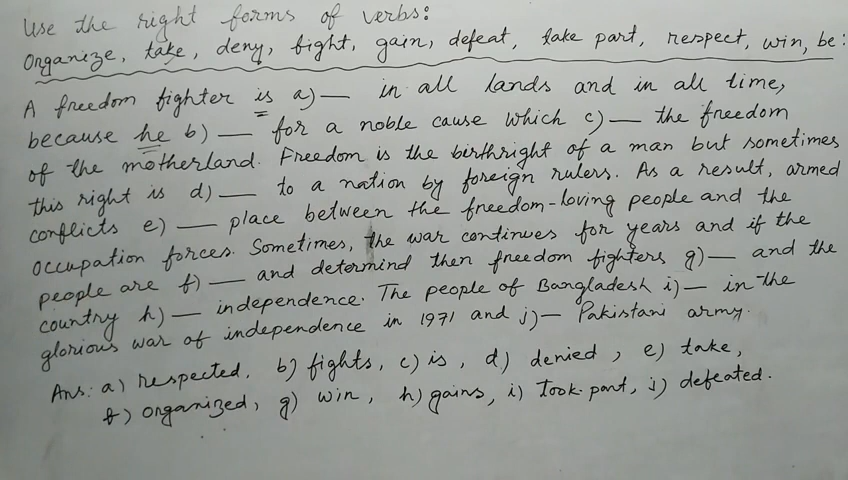 Use the right forms of verbs:
Organize, take, deny, fight, gain, defeat, take part, respect, win, be:
A freedom fighter is a) — in all lands and in all time,
because he b) — for a noble cause which c) — the freedom
of the motherland. Freedom is the birthright of a man but sometimes
this right is d) — to a nation by foreign rulers. As a result, armed
conflicts e) — place between the freedom-loving people and the
occupation forces. Sometimes, the war continues for years and if the
people are f) — and determind then freedom fighters g) — and the
country h) — independence. The people of Bangladesh i) — in the
glorious war of independence in 1971 and j) — Pakistani army.
Ans: a) respected, b) fights, c) is, d) denied, e) take,
f) organized, g) win, h) gains, i) took part, j) defeated.